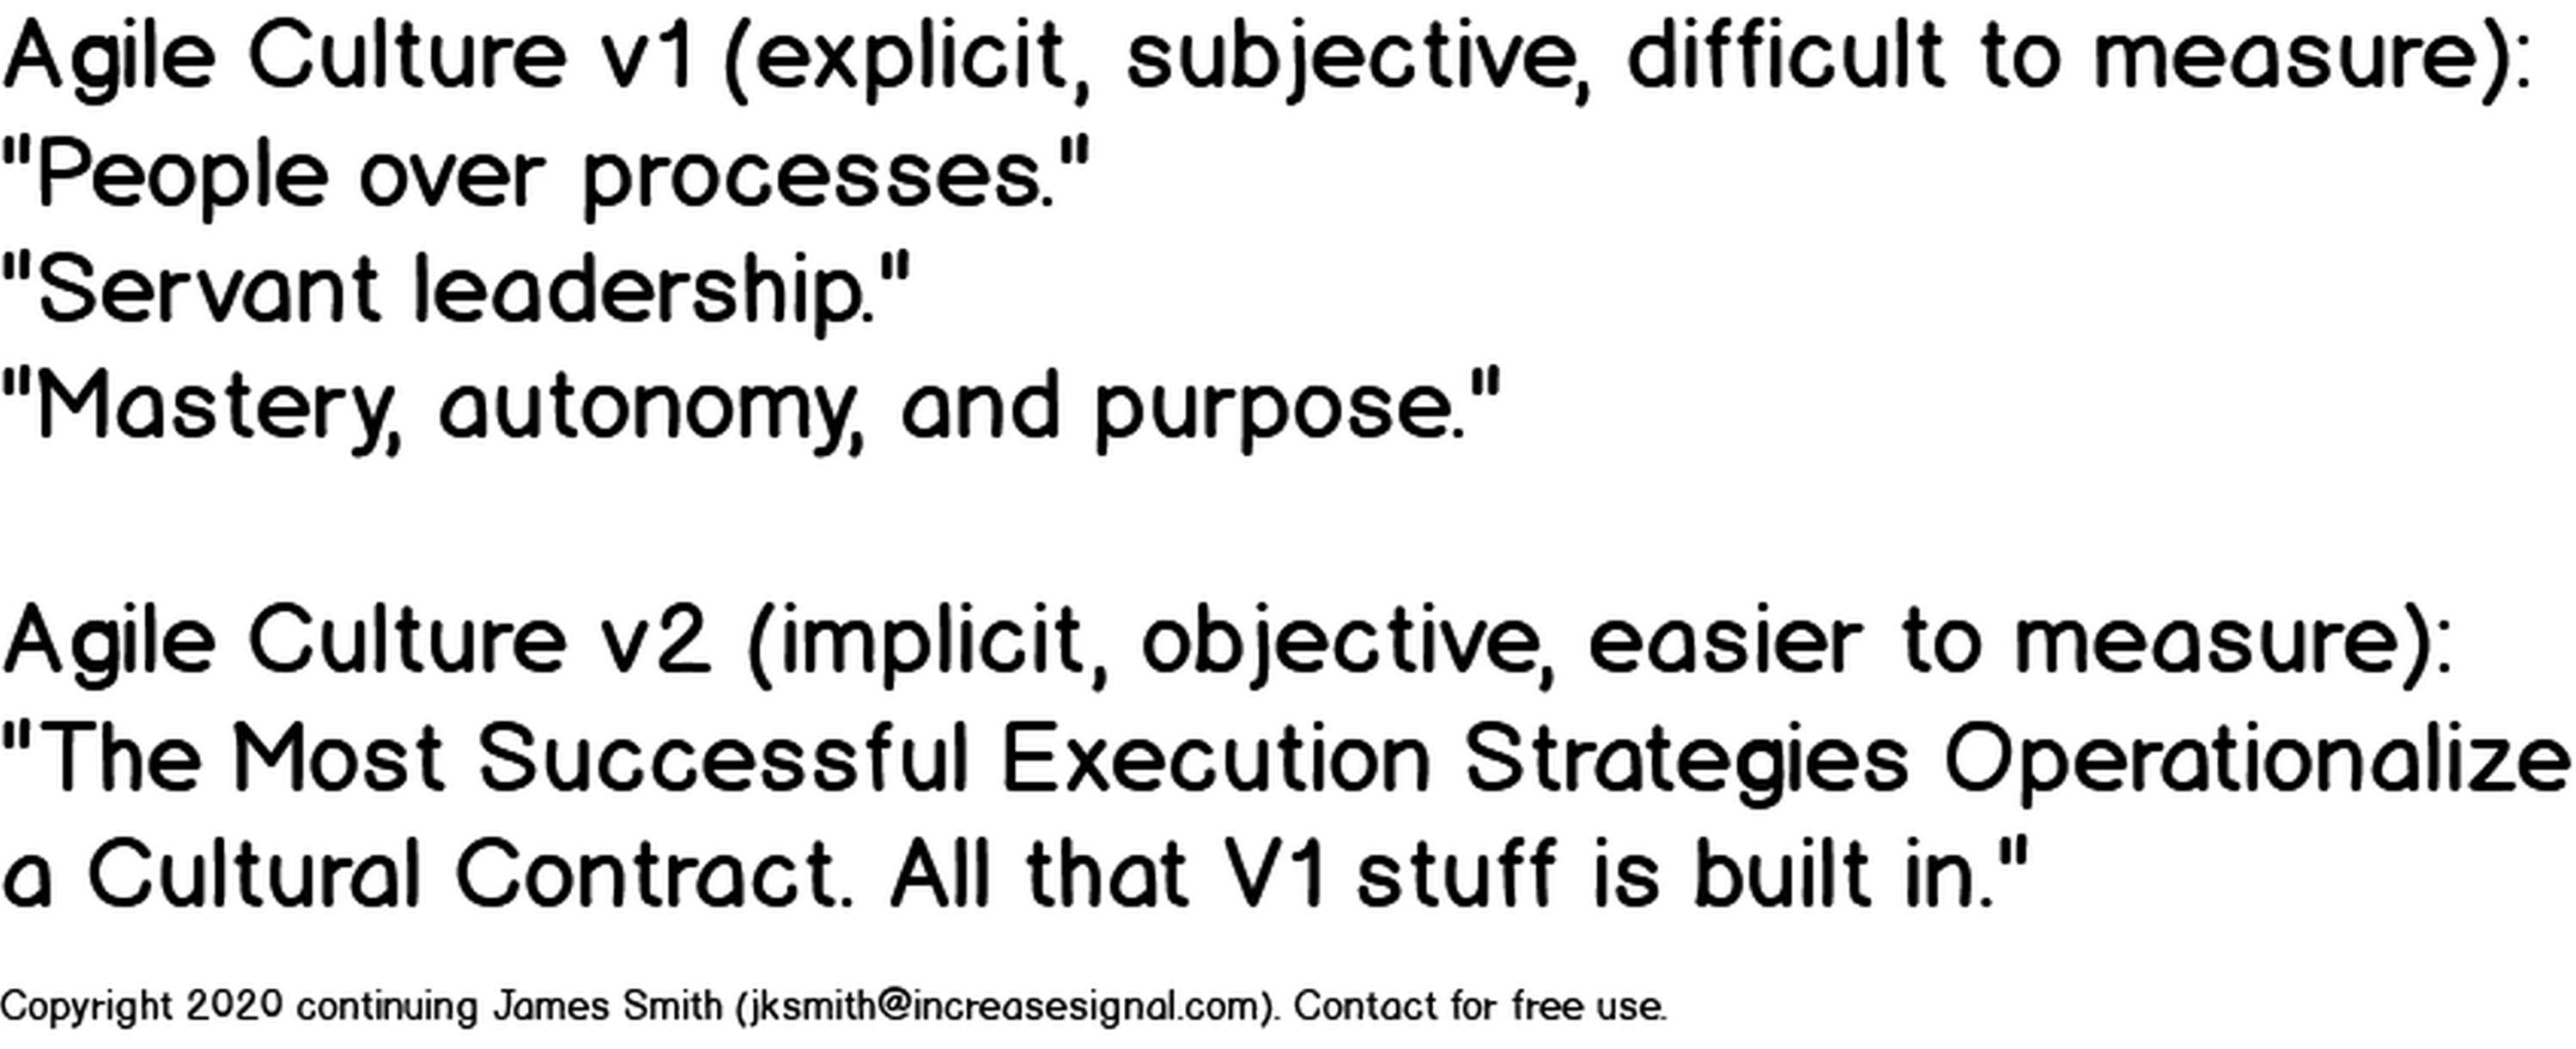 Agile Culture v1 (explicit, subjective, difficult to measure):
"People over processes."
"Servant leadership."
"Mastery, autonomy, and purpose."
Agile Culture v2 (implicit, objective, easier to measure):
"The Most Successful Execution Strategies Operationalize
a Cultural Contract. All that V1 stuff is built in."
Copyright 2020 continuing James Smith (jksmith@increasesignal.com). Contact for free use.